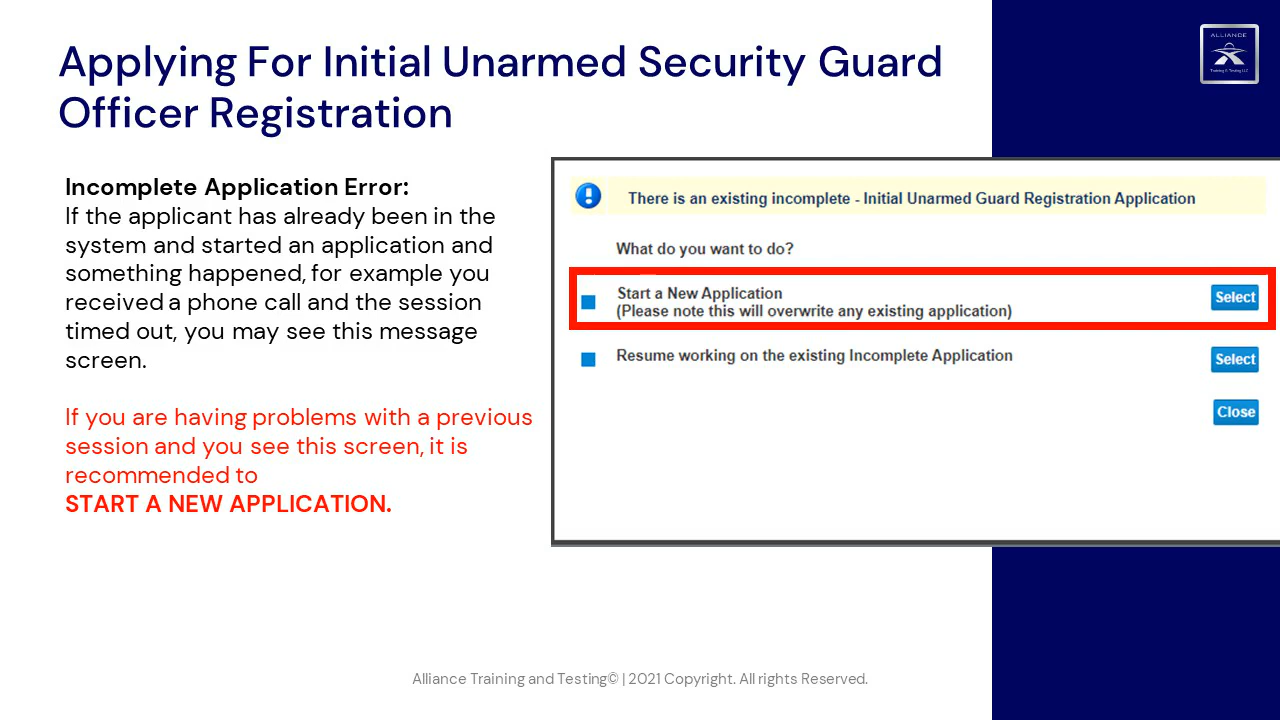 Applying For Initial Unarmed Security Guard
Officer Registration
ALLIANCE
Training & Testing LLC
Incomplete Application Error:
If the applicant has already been in the
system and started an application and
something happened, for example you
received a phone call and the session
timed out, you may see this message
screen.
If you are having problems with a previous
session and you see this screen, it is
recommended to
START A NEW APPLICATION.
There is an existing incomplete - Initial Unarmed Guard Registration Application
What do you want to do?
Start a New Application
(Please note this will overwrite any existing application)
Select
Resume working on the existing Incomplete Application
Select
Close
Alliance Training and Testing© | 2021 Copyright. All rights Reserved.